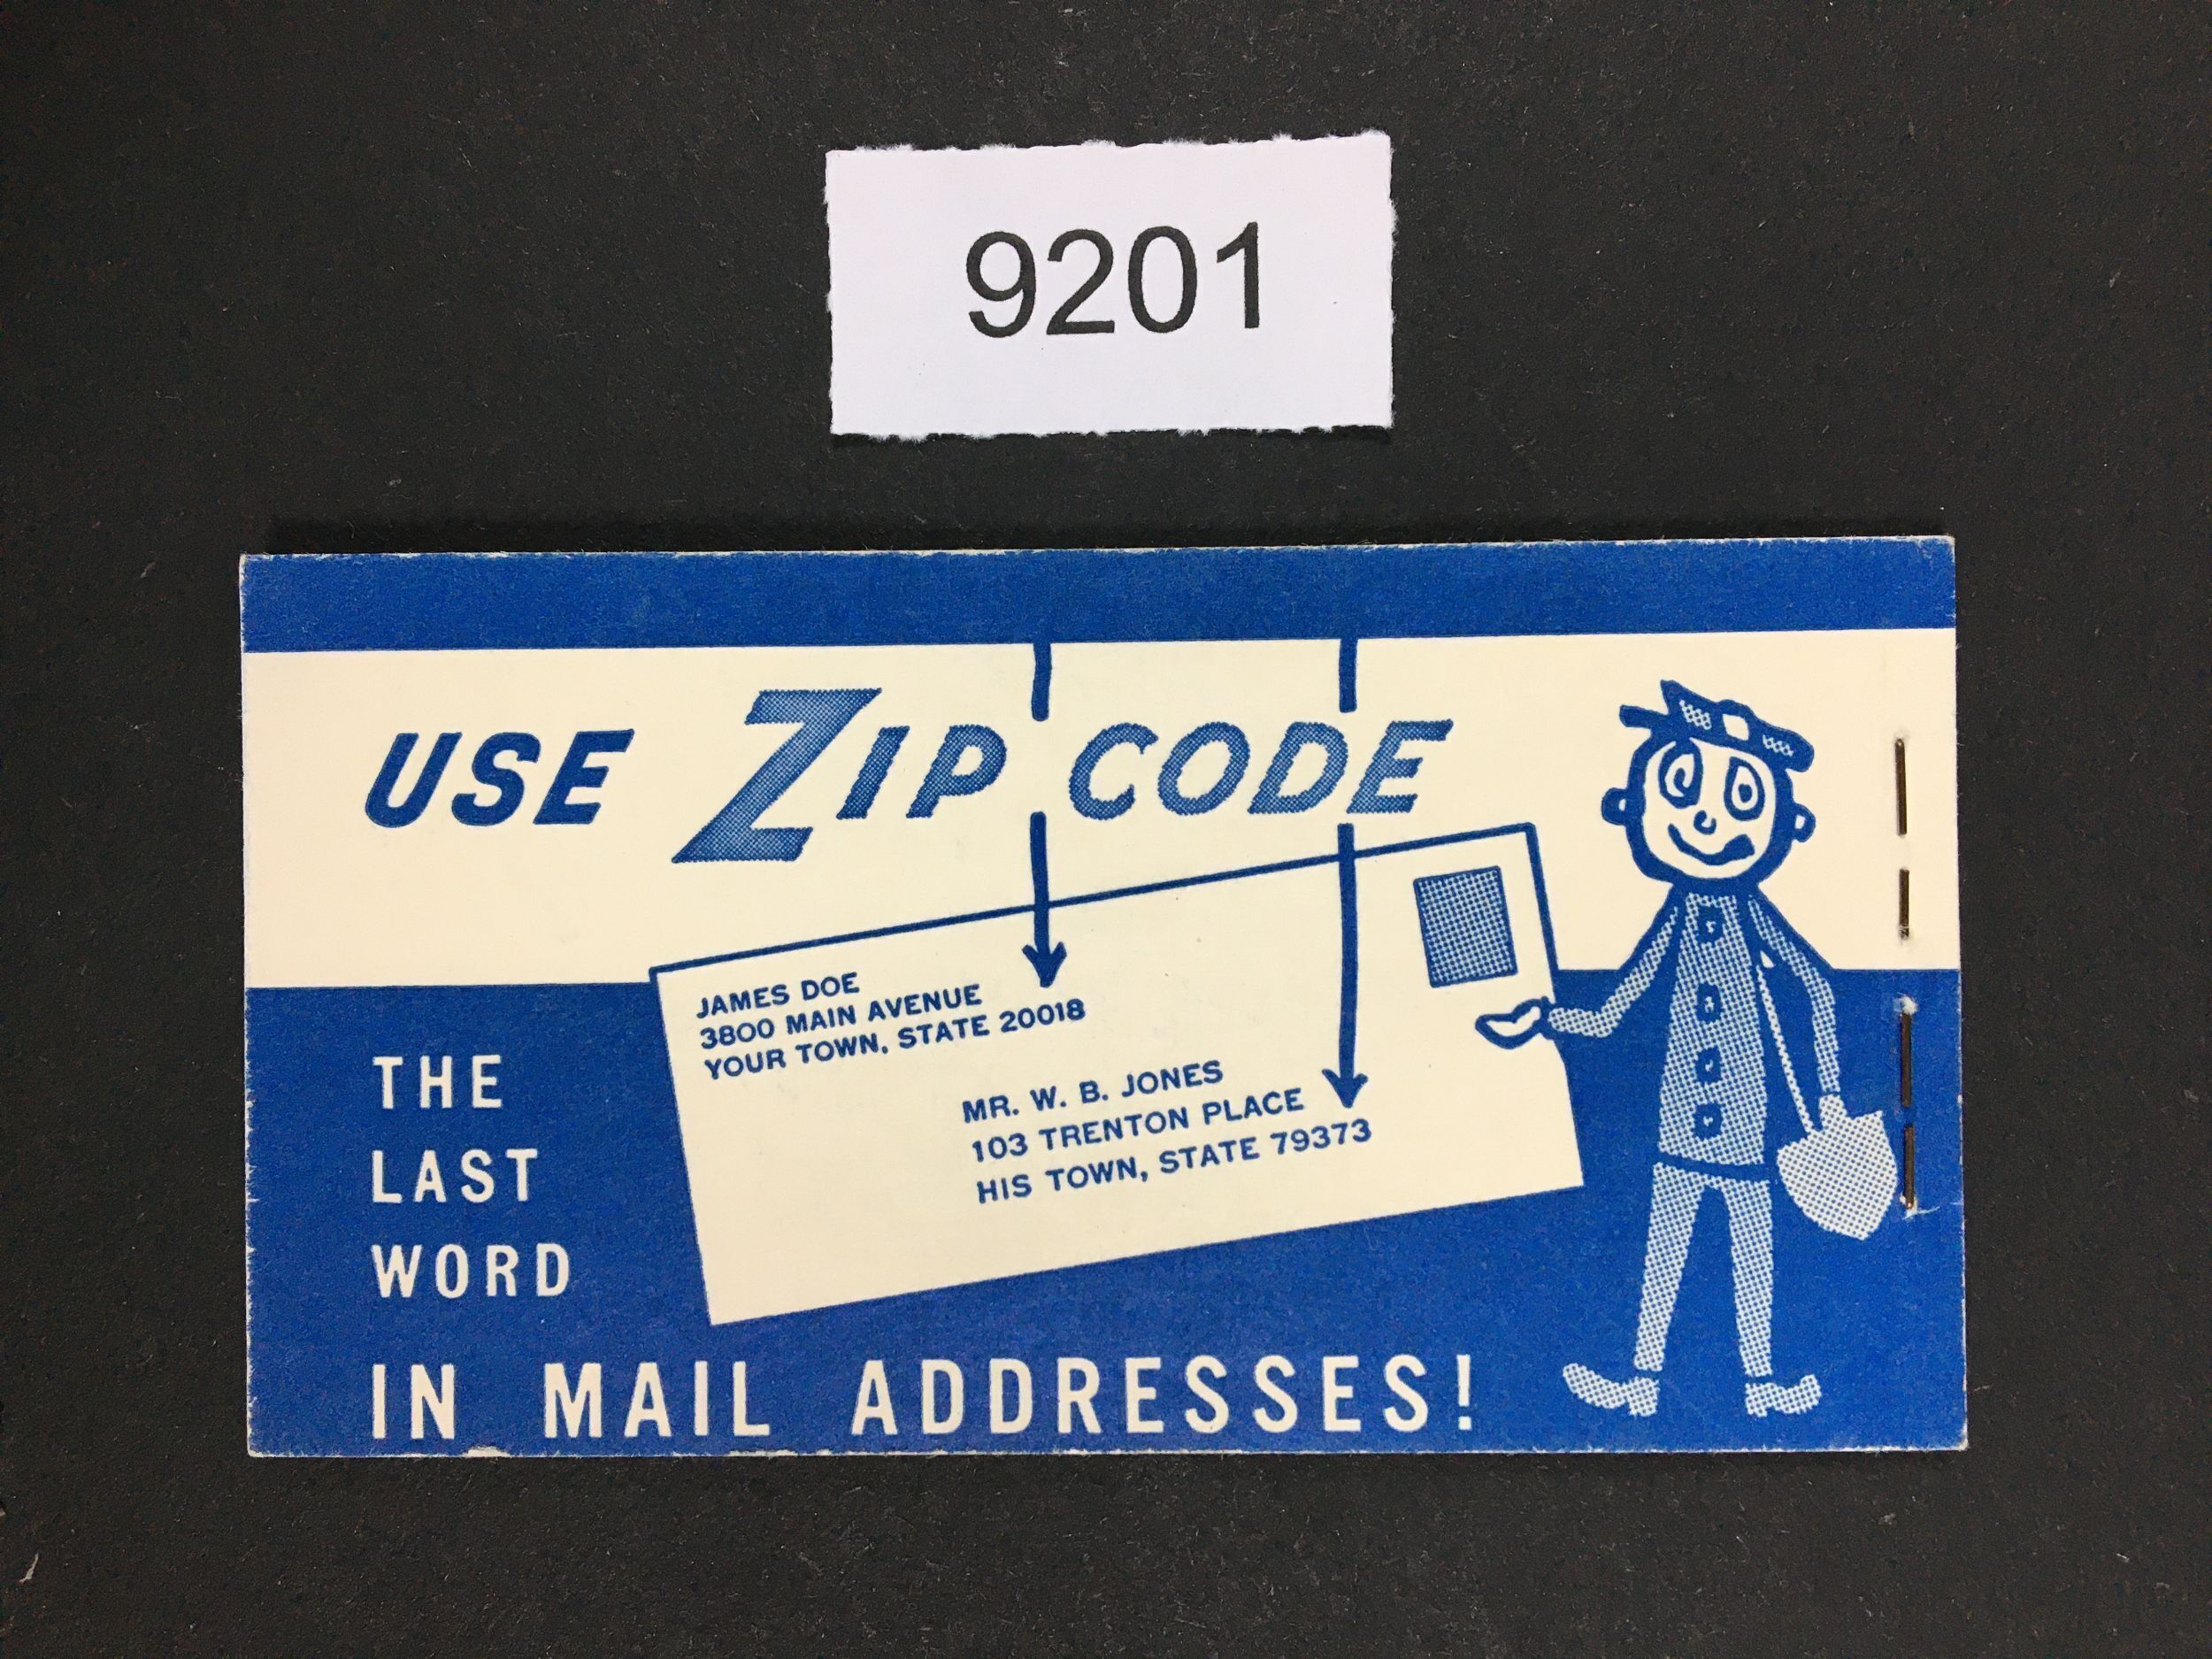 9201
USE ZIP CODE
JAMES DOE
3800 MAIN AVENUE
YOUR TOWN, STATE 20018
MR. W. B. JONES
103 TRENTON PLACE
HIS TOWN, STATE 79373
THE
LAST
WORD
IN MAIL ADDRESSES!